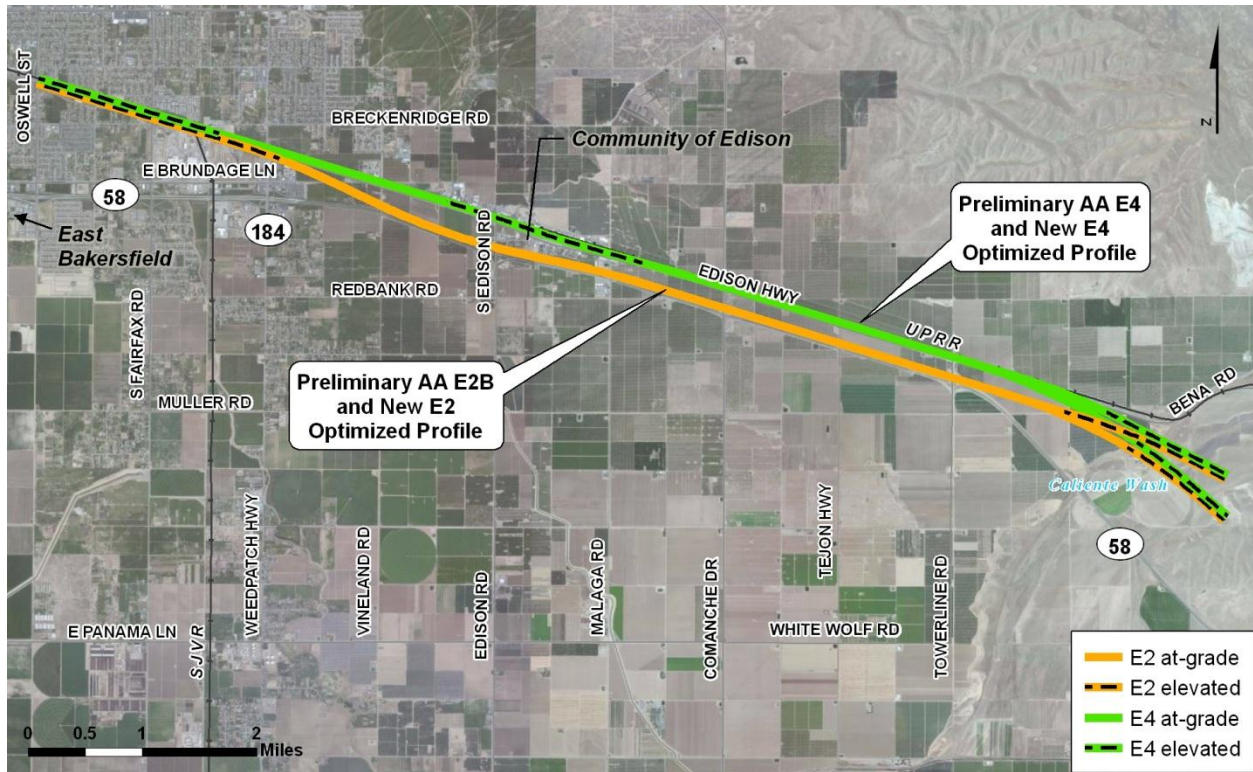 OSWELL ST
BRECKENRIDGE RD
Community of Edison
E BRUNDAGE LN
58
184
East
Bakersfield
Z
Preliminary AA E4
and New E4
Optimized Profile
S EDISON RD
EDISON HWY
REDBANK RD
S FAIRFAX RD
UPRR
MULLER RD
Preliminary AA E2B
and New E2
Optimized Profile
BENA RD
Caliente Wash
58
WEEDPATCH HWY
VINELAND RD
EDISON RD
MALAGA RD
COMANCHE DR
TEJON HWY
TOWERLINE RD
E PANAMA LN
SJVR
WHITE WOLF RD
0 0.5 1 2
Miles
E2 at-grade
E2 elevated
E4 at-grade
E4 elevated